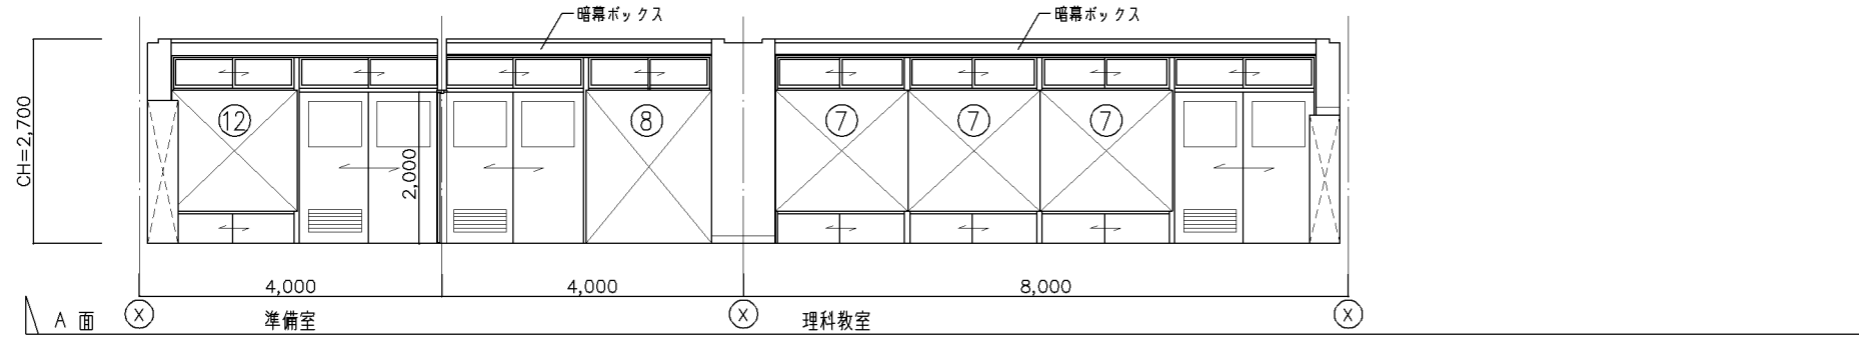 暗幕ボックス
暗幕ボックス
CH=2,700
12
8
7
7
7
2,000
4,000
4,000
8,000
A 面
X
準備室
X
理科教室
X